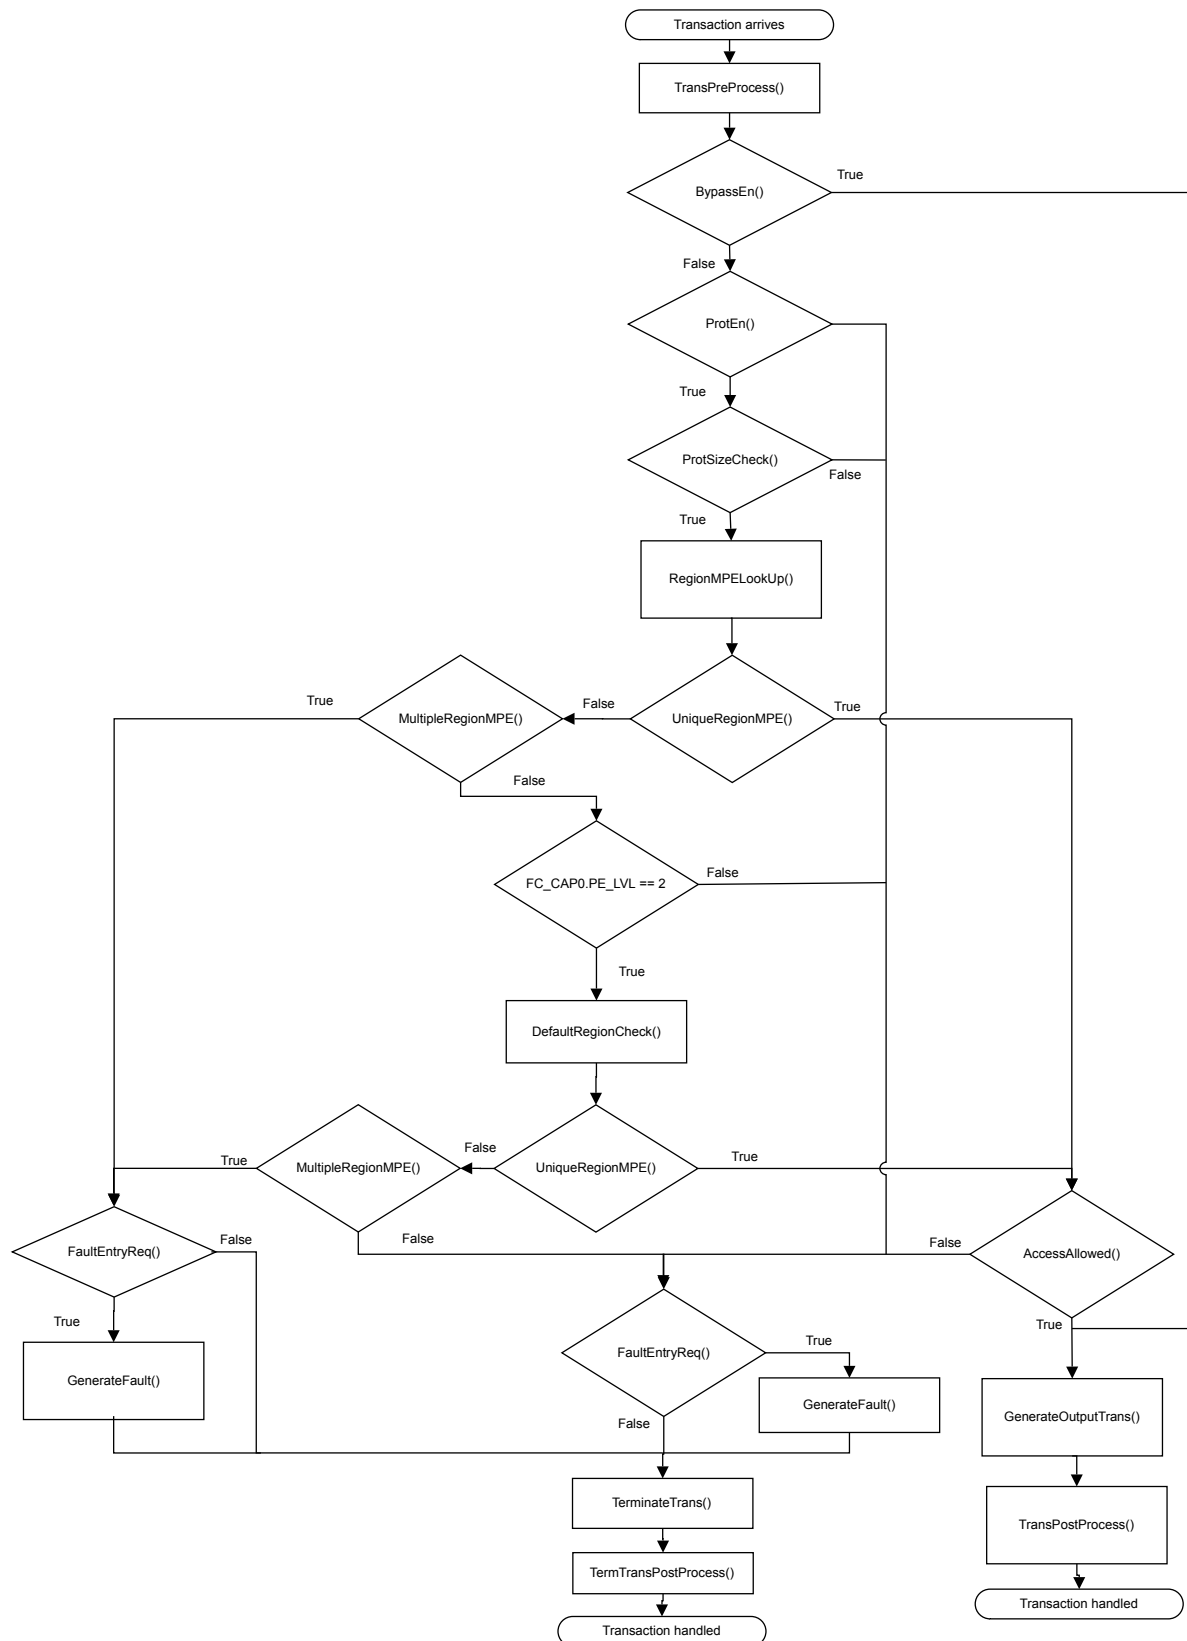 Transaction arrives
TransPreProcess()
True
BypassEn()
False
ProtEn()
True
ProtSizeCheck()
False
True
RegionMPELookUp()
True
False
True
MultipleRegionMPE()
UniqueRegionMPE()
False
False
FC_CAP0.PE_LVL == 2
True
DefaultRegionCheck()
True
False
True
MultipleRegionMPE()
UniqueRegionMPE()
False
False
False
FaultEntryReq()
AccessAllowed()
True
True
True
FaultEntryReq()
GenerateFault()
GenerateFault()
GenerateOutputTrans()
False
TerminateTrans()
TransPostProcess()
TermTransPostProcess()
Transaction handled
Transaction handled